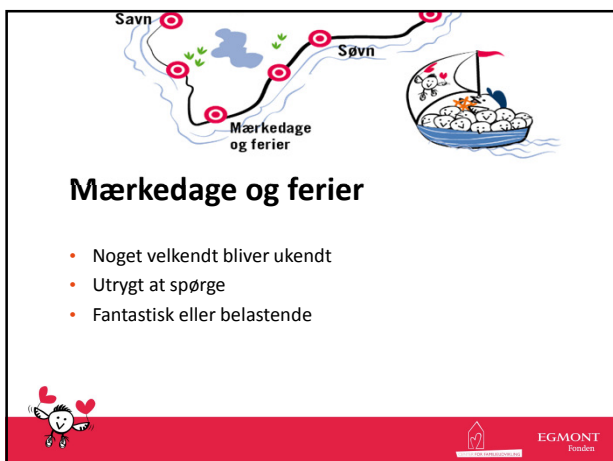 Savn
Søvn
Mærkedage
og ferier
Mærkedage og ferier
• Noget velkendt bliver ukendt
• Utrygt at spørge
• Fantastisk eller belastende
EGMONT
Fonden